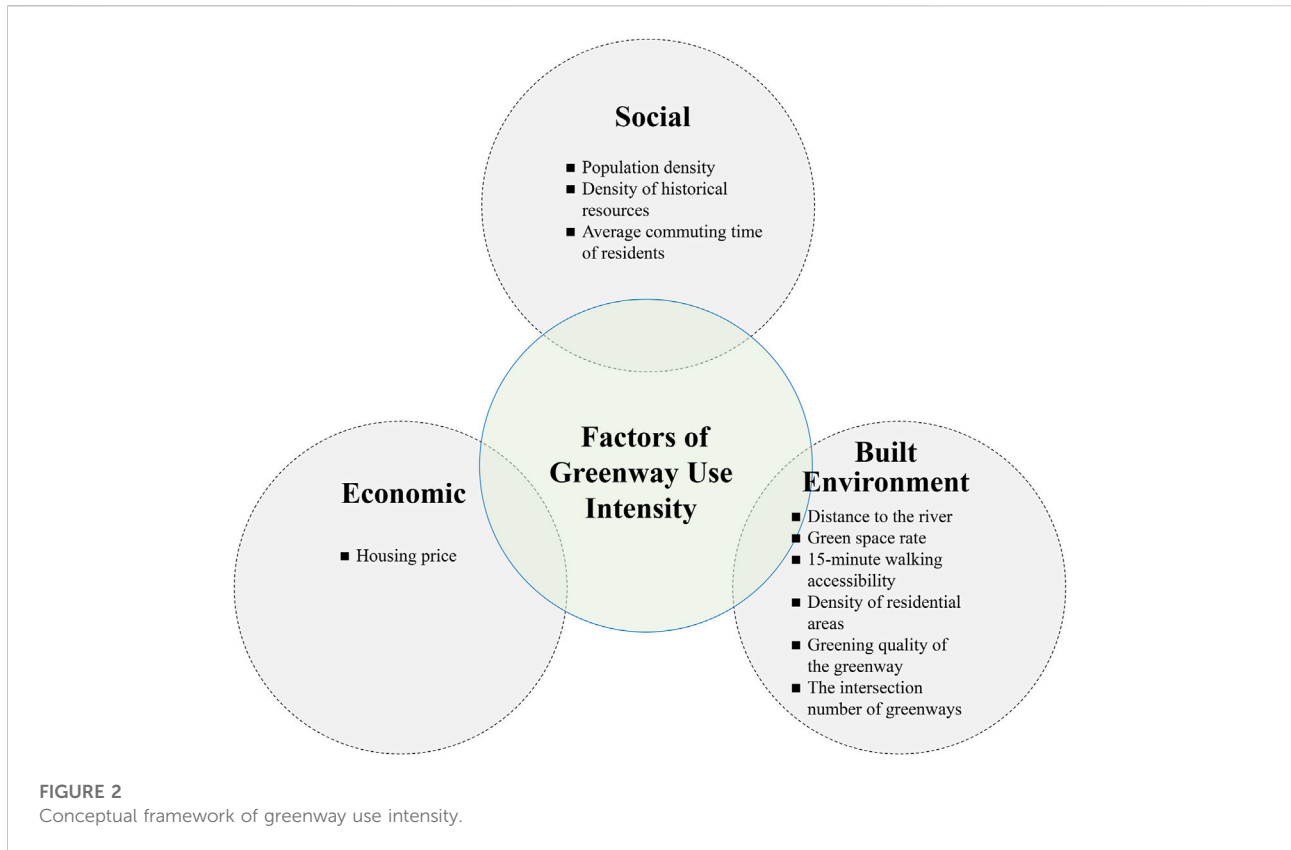 Social
■ Population density
■ Density of historical
resources
■ Average commuting time
of residents
Factors of
Greenway Use
Intensity
Economic
■ Housing price
Built
Environment
■ Distance to the river
■ Green space rate
■ 15-minute walking
accessibility
■ Density of residential
areas
■ Greening quality of
the greenway
■ The intersection
number of greenways
FIGURE 2
Conceptual framework of greenway use intensity.